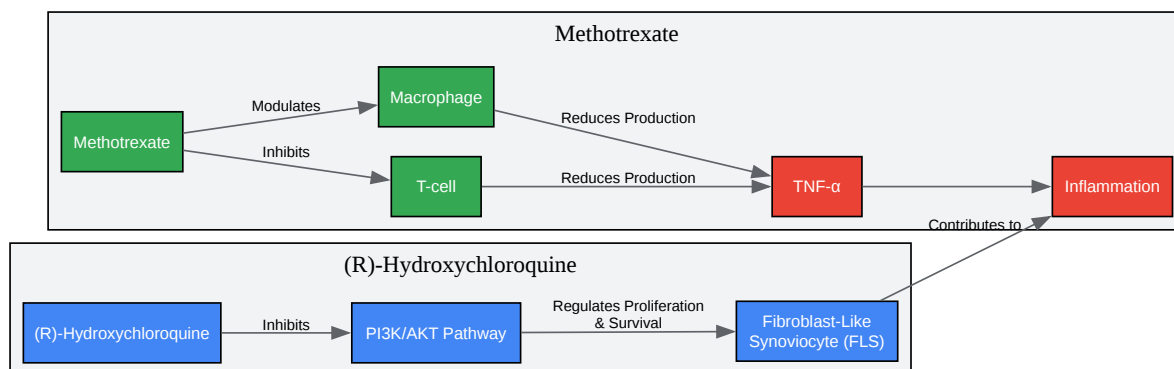 Methotrexate
Macrophage
Modulates
Reduces Production
Methotrexate
Inhibits
T-cell
Reduces Production
TNF-α
Inflammation
Contributes to
(R)-Hydroxychloroquine
(R)-Hydroxychloroquine
Inhibits
PI3K/AKT Pathway
Regulates Proliferation
& Survival
Fibroblast-Like
Synoviocyte (FLS)